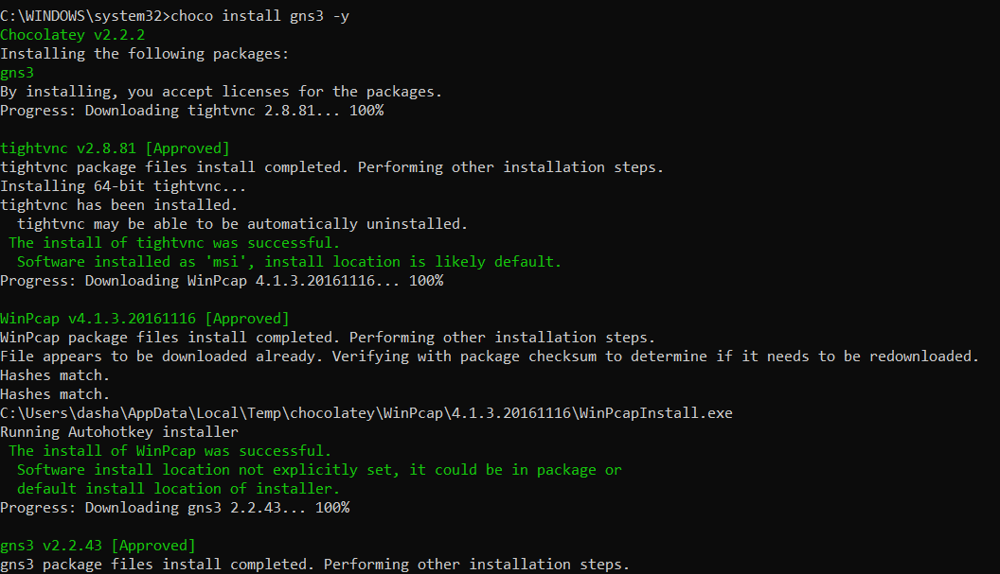 C:\WINDOWS\system32>choco install gns3 -y
Chocolatey v2.2.2
Installing the following packages:
gns3
By installing, you accept licenses for the packages.
Progress: Downloading tightvnc 2.8.81... 100%
tightvnc v2.8.81 [Approved]
tightvnc package files install completed. Performing other installation steps.
Installing 64-bit tightvnc...
tightvnc has been installed.
tightvnc may be able to be automatically uninstalled.
The install of tightvnc was successful.
Software installed as 'msi', install location is likely default.
Progress: Downloading WinPcap 4.1.3.20161116... 100%
WinPcap v4.1.3.20161116 [Approved]
WinPcap package files install completed. Performing other installation steps.
File appears to be downloaded already. Verifying with package checksum to determine if it needs to be redownloaded.
Hashes match.
Hashes match.
C:\Users\dasha\AppData\Local\Temp\chocolatey\WinPcap\4.1.3.20161116\WinPcapInstall.exe
Running Autohotkey installer
The install of WinPcap was successful.
Software install location not explicitly set, it could be in package or
default install location of installer.
Progress: Downloading gns3 2.2.43... 100%
gns3 v2.2.43 [Approved]
gns3 package files install completed. Performing other installation steps.